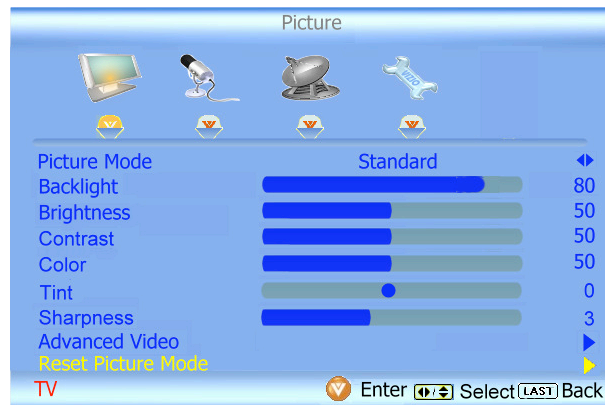 Picture
Picture Mode Standard
Backlight 80
Brightness 50
Contrast 50
Color 50
Tint 0
Sharpness 3
Advanced Video
Reset Picture Mode
TV Enter Select LAST Back